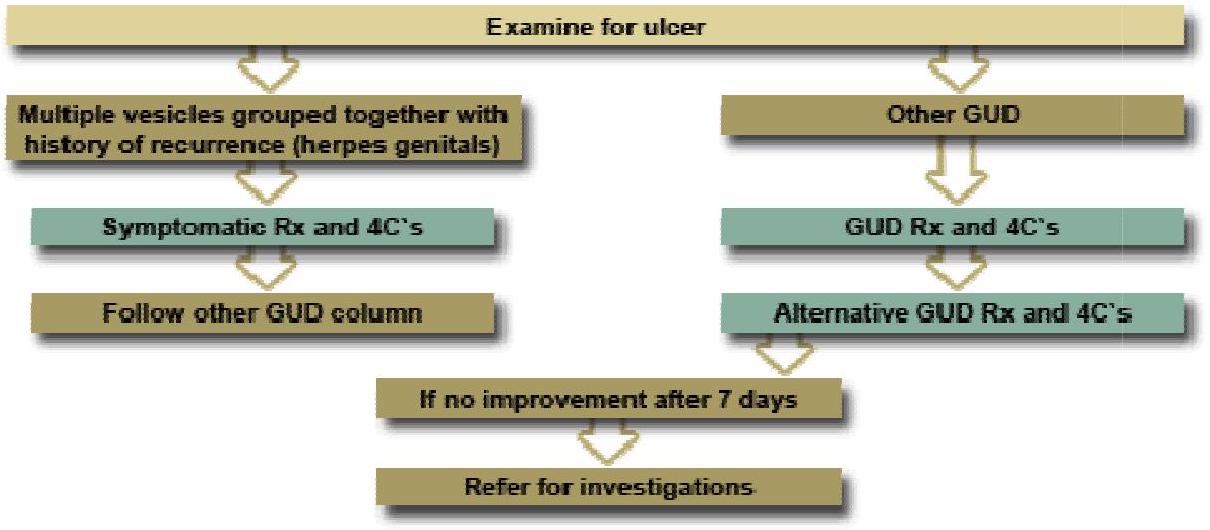 Examine for ulcer
Multiple vesicles grouped together with
history of recurrence (herpes genitals)
Symptomatic Rx and 4C`s
Follow other GUD column
Other GUD
GUD Rx and 4C`s
Alternative GUD Rx and 4C`s
If no improvement after 7 days
Refer for investigations